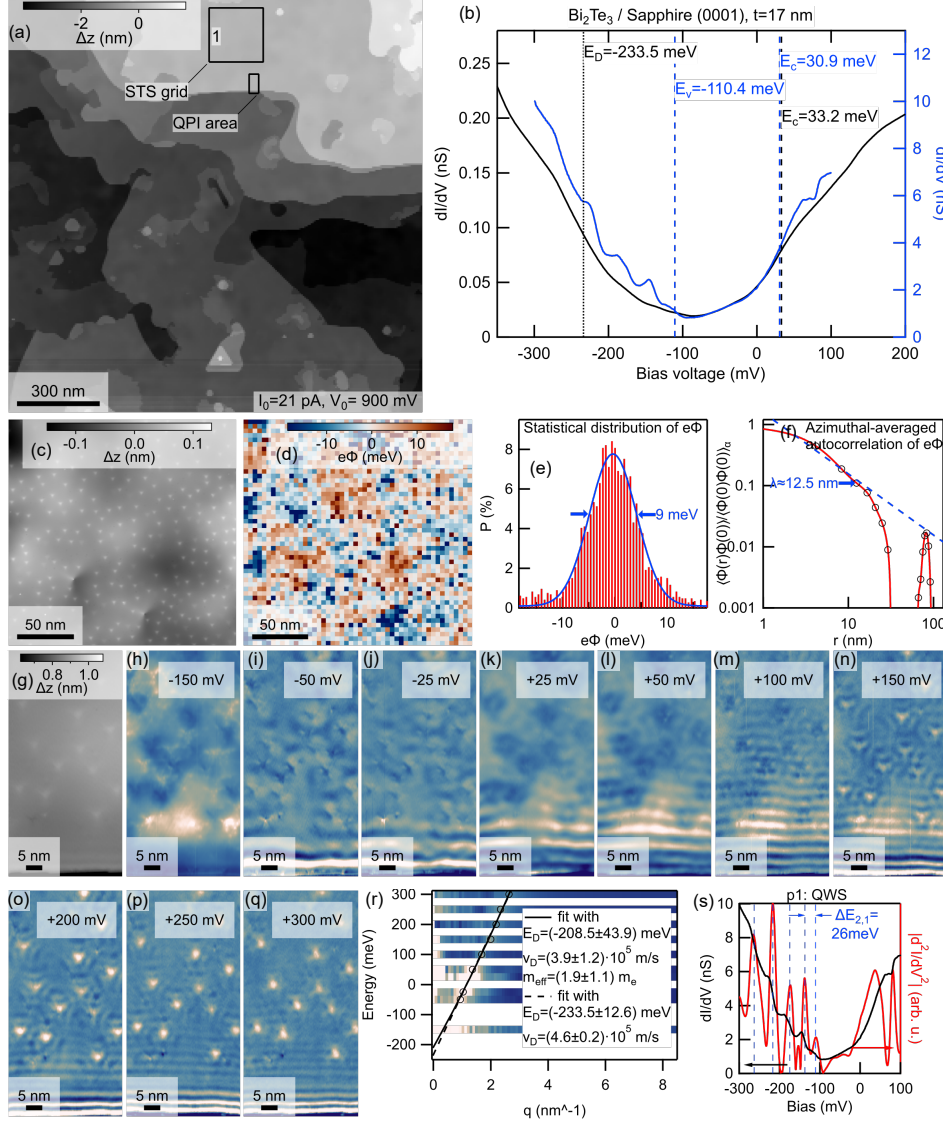 (a)
-2
0
Δz (nm)
1
STS grid
QPI area
300 nm
I₀=21 pA, V₀= 900 mV
(b)
Bi₂Te₃ / Sapphire (0001), t=17 nm
E_D=-233.5 meV
E_c=30.9 meV
E_v=-110.4 meV
E_c=33.2 meV
0.25
0.20
0.15
0.10
0.05
0
dI/dV (nS)
12
10
8
6
4
2
0
dI/dV (nS)
-300
-200
-100
0
100
200
Bias voltage (mV)
(c)
-0.1
0.1
Δz (nm)
50 nm
(d)
-10
0
10
eΦ (meV)
50 nm
Statistical distribution of eΦ
(e)
9 meV
8
6
4
2
0
P (%)
-10
0
10
eΦ (meV)
(f)
Azimuthal-averaged
autocorrelation of eΦ
λ≈12.5 nm
1
0.1
0.01
0.001
⟨Φ(r)Φ(0)⟩/⟨Φ(0)Φ(0)⟩_α
1
10
100
r (nm)
(g)
0.8
1.0
Δz (nm)
5 nm
(h)
-150 mV
5 nm
(i)
-50 mV
5 nm
(j)
-25 mV
5 nm
(k)
+25 mV
5 nm
(l)
+50 mV
5 nm
(m)
+100 mV
5 nm
(n)
+150 mV
5 nm
(o)
+200 mV
5 nm
(p)
+250 mV
5 nm
(q)
+300 mV
5 nm
(r)
300
200
100
0
-100
-200
Energy (meV)
fit with
E_D=(-208.5±43.9) meV
v_D=(3.9±1.2)·10⁵ m/s
m_eff=(1.9±1.1) m_e
fit with
E_D=(-233.5±12.6) meV
v_D=(4.6±0.2)·10⁵ m/s
0
2
4
6
8
q (nm^-1)
p1: QWS
(s)
ΔE₂,₁=
26meV
10
8
6
4
2
0
dI/dV (nS)
|d²I/dV²| (arb. u.)
-300
-200
-100
0
100
Bias (mV)